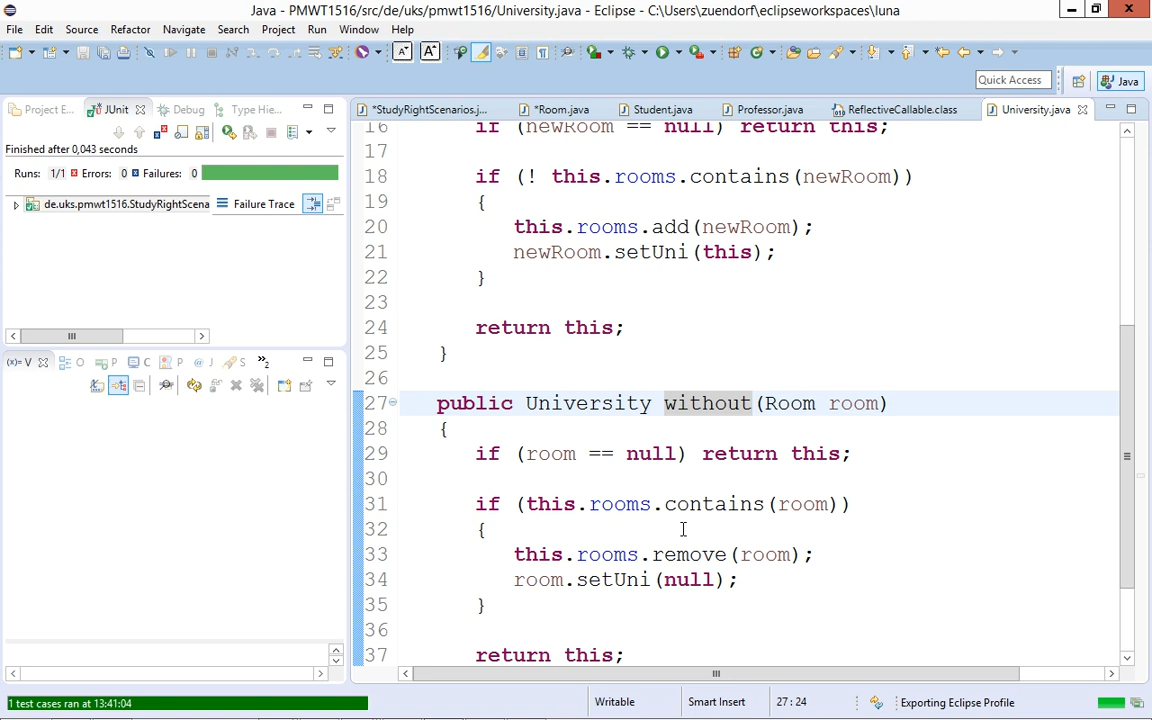 Java - PMWT1516/src/de/uks/pmwt1516/University.java - Eclipse - C:\Users\zuendorf\eclipseworkspaces\luna
File Edit Source Refactor Navigate Search Project Run Window Help
Quick Access
Java
Project E...
JUnit
Debug
Type Hie...
*StudyRightScenarios.j...
*Room.java
Student.java
Professor.java
ReflectiveCallable.class
University.java
Finished after 0,043 seconds
Runs: 1/1 Errors: 0 Failures: 0
de.uks.pmwt1516.StudyRightScena
Failure Trace
(x)= V O P C P @ J S »2
16 if (newRoom == null) return this;
17
18 if (! this.rooms.contains(newRoom))
19 {
20 this.rooms.add(newRoom);
21 newRoom.setUni(this);
22 }
23
24 return this;
25 }
26
27 public University without(Room room)
28 {
29 if (room == null) return this;
30
31 if (this.rooms.contains(room))
32 {
33 this.rooms.remove(room);
34 room.setUni(null);
35 }
36
37 return this;
1 test cases ran at 13:41:04
Writable
Smart Insert
27 : 24
Exporting Eclipse Profile